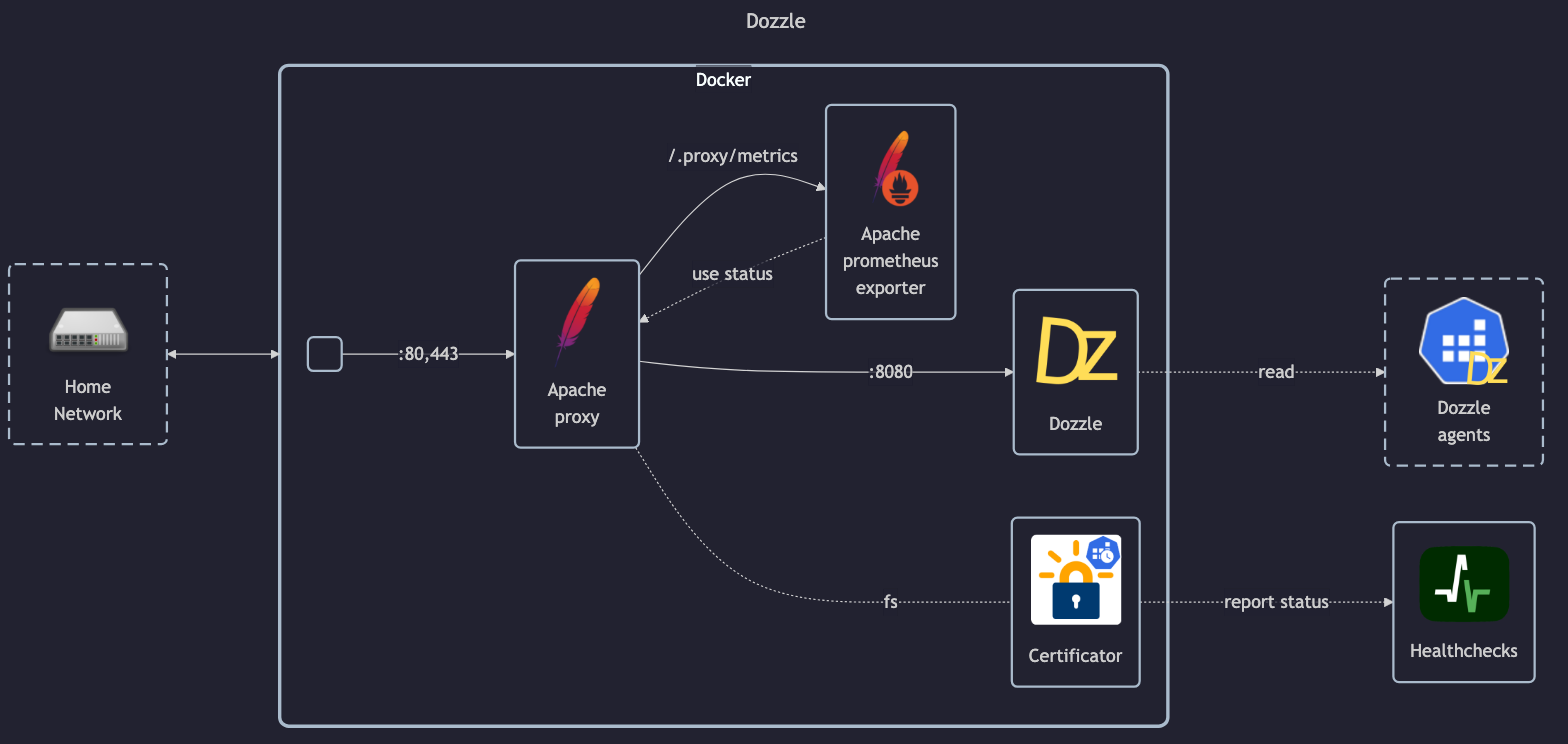 Dozzle
Docker
/.proxy/metrics
Apache
prometheus
exporter
use status
Home
Network
:80,443
Apache
proxy
:8080
DZ
Dozzle
read
DZ
Dozzle
agents
fs
Certificator
report status
Healthchecks